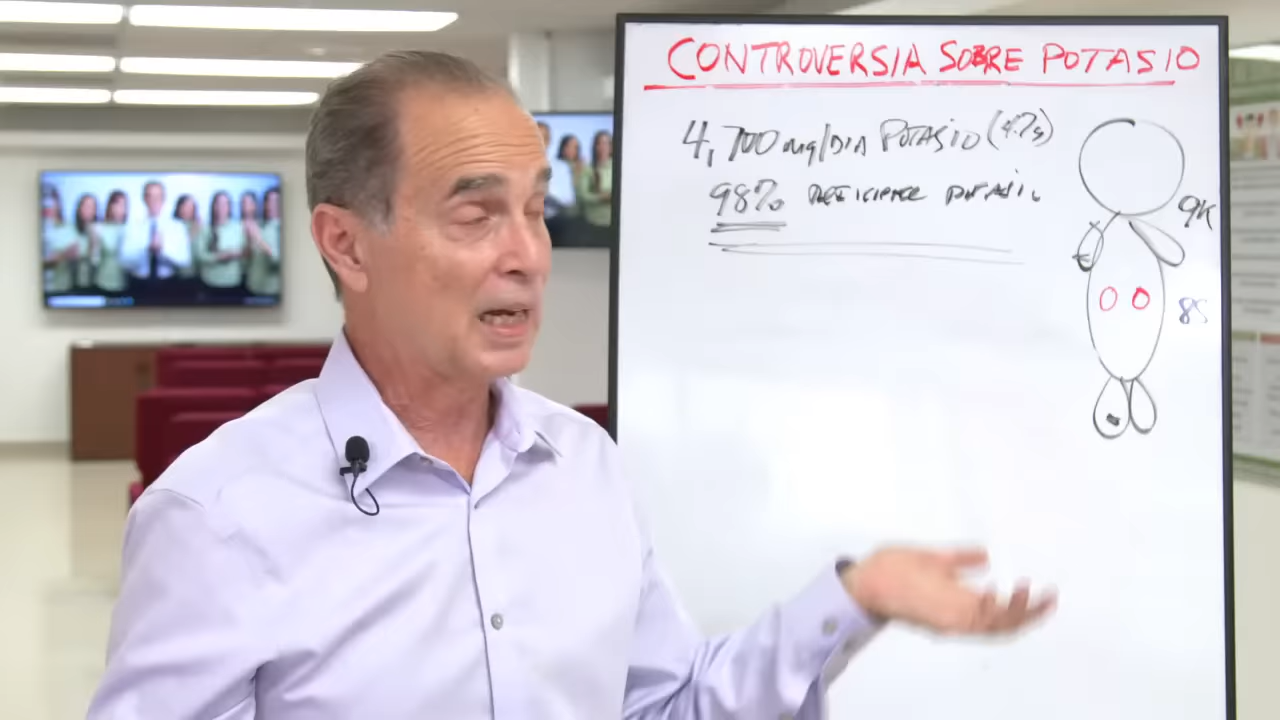 CONTROVERSIA SOBRE POTASIO
4,700 mg/DIA POTASIO (4.7g)
98% DEFICIENCE POTASIO
9K
85